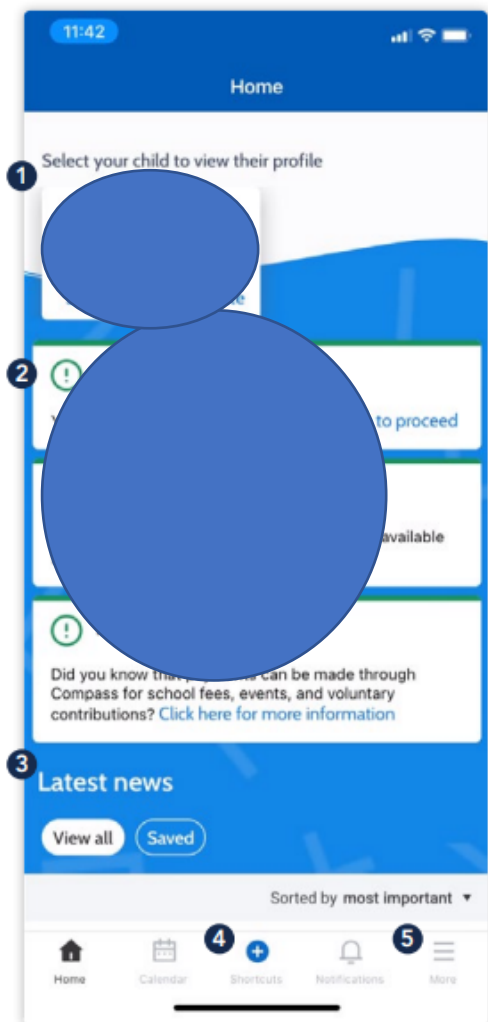 11:42
Home
Select your child to view their profile
1
2
to proceed
available
Did you know that can be made through
Compass for school fees, events, and voluntary
contributions? Click here for more information
3
Latest news
View all Saved
Sorted by most important
4 5
Home Calendar Shortcuts Notifications More